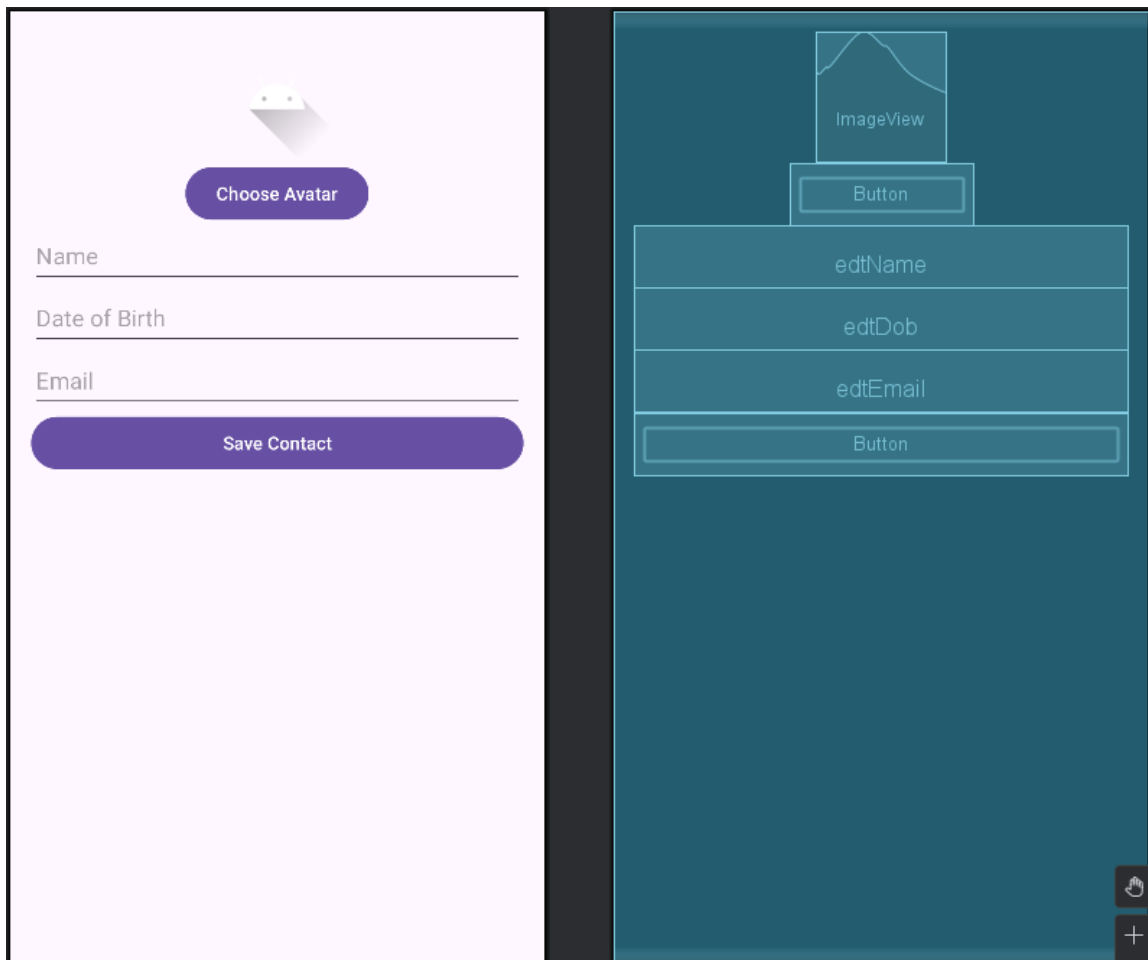 Choose Avatar
Name
Date of Birth
Email
Save Contact
ImageView
Button
edtName
edtDob
edtEmail
Button